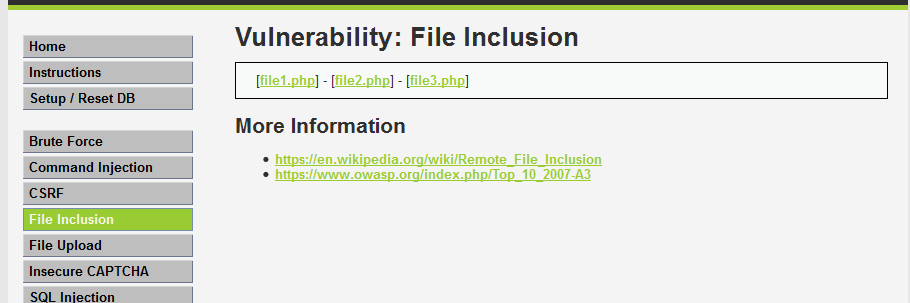 Home
Instructions
Setup / Reset DB
Brute Force
Command Injection
CSRF
File Inclusion
File Upload
Insecure CAPTCHA
SQL Injection
Vulnerability: File Inclusion
[file1.php] - [file2.php] - [file3.php]
More Information
https://en.wikipedia.org/wiki/Remote_File_Inclusion
https://www.owasp.org/index.php/Top_10_2007-A3